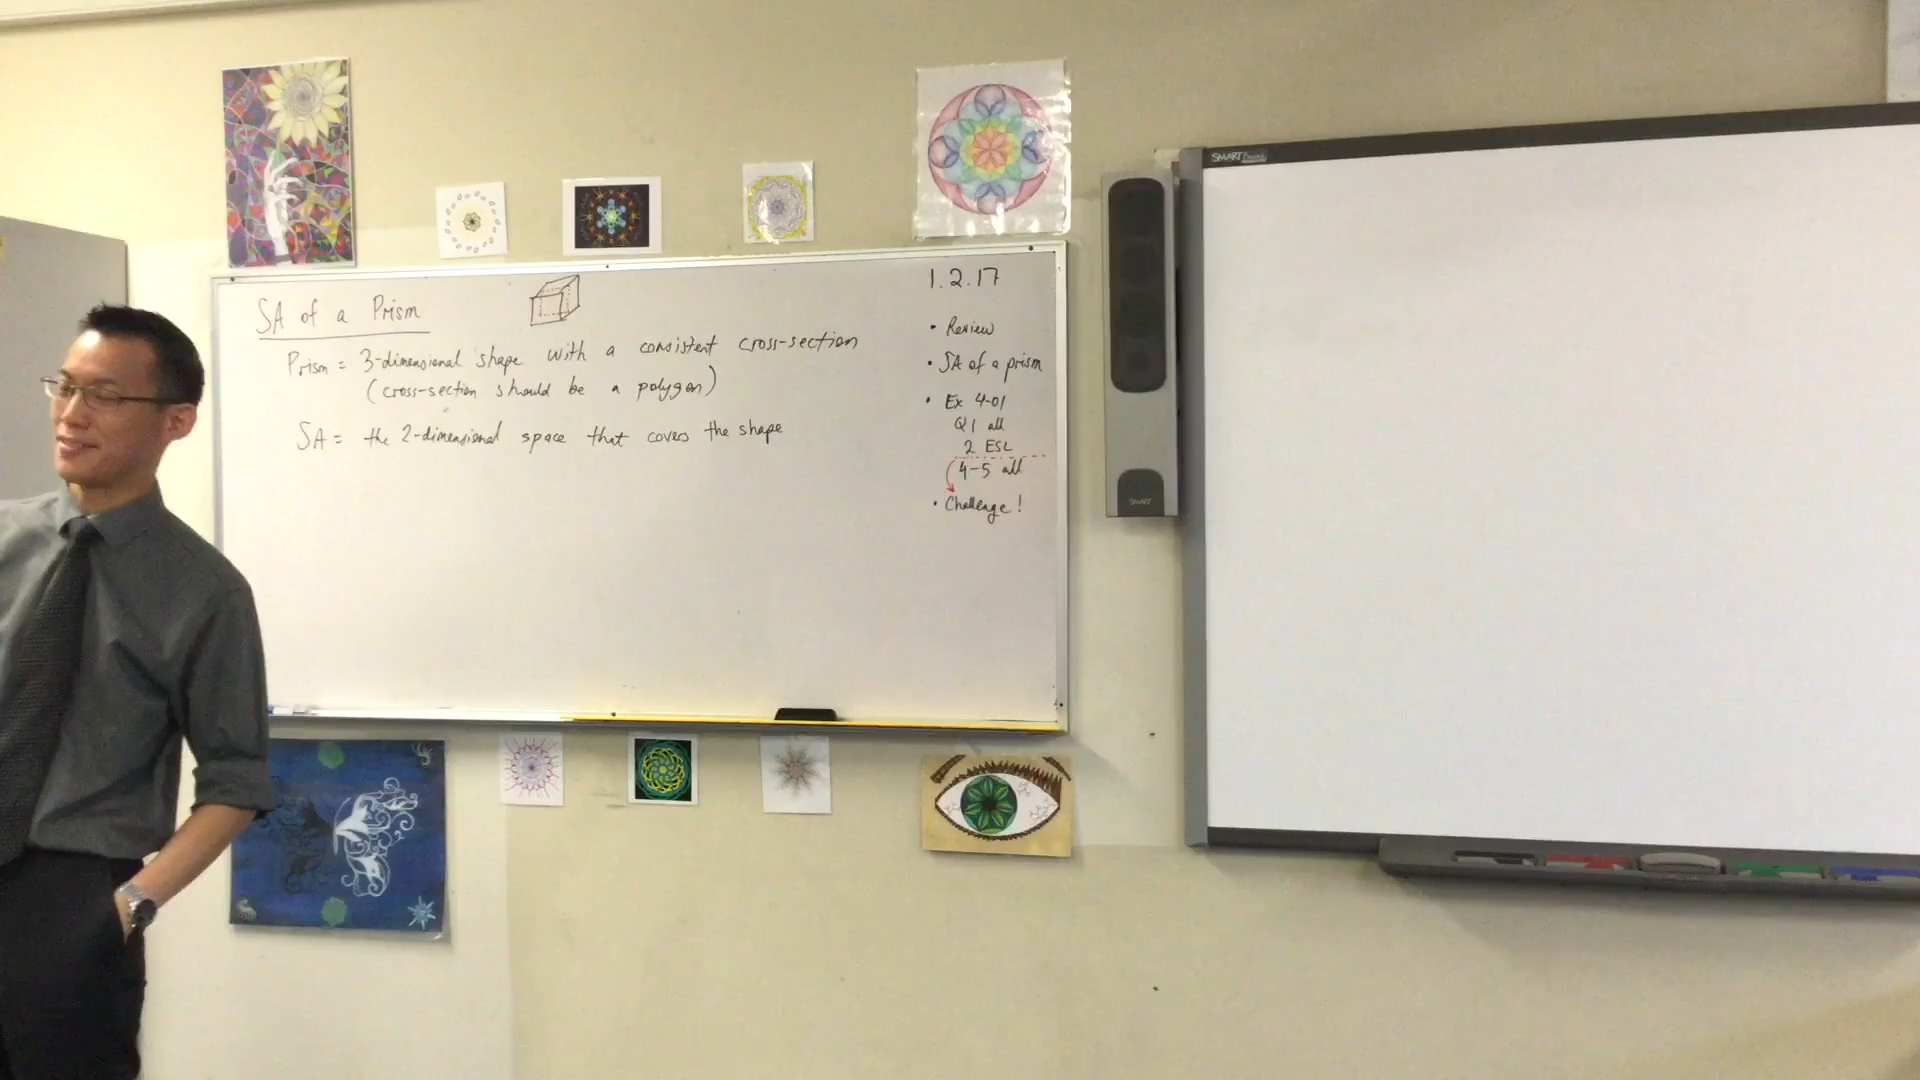 SA of a Prism
Prism = 3-dimensional shape with a consistent cross-section
(cross-section should be a polygon)
SA = the 2-dimensional space that covers the shape
1.2.17
• Review
• SA of a prism
• Ex 4-01
Q1 all
2 ESL
4-5 all
• Challenge!
SMART Board
SMART